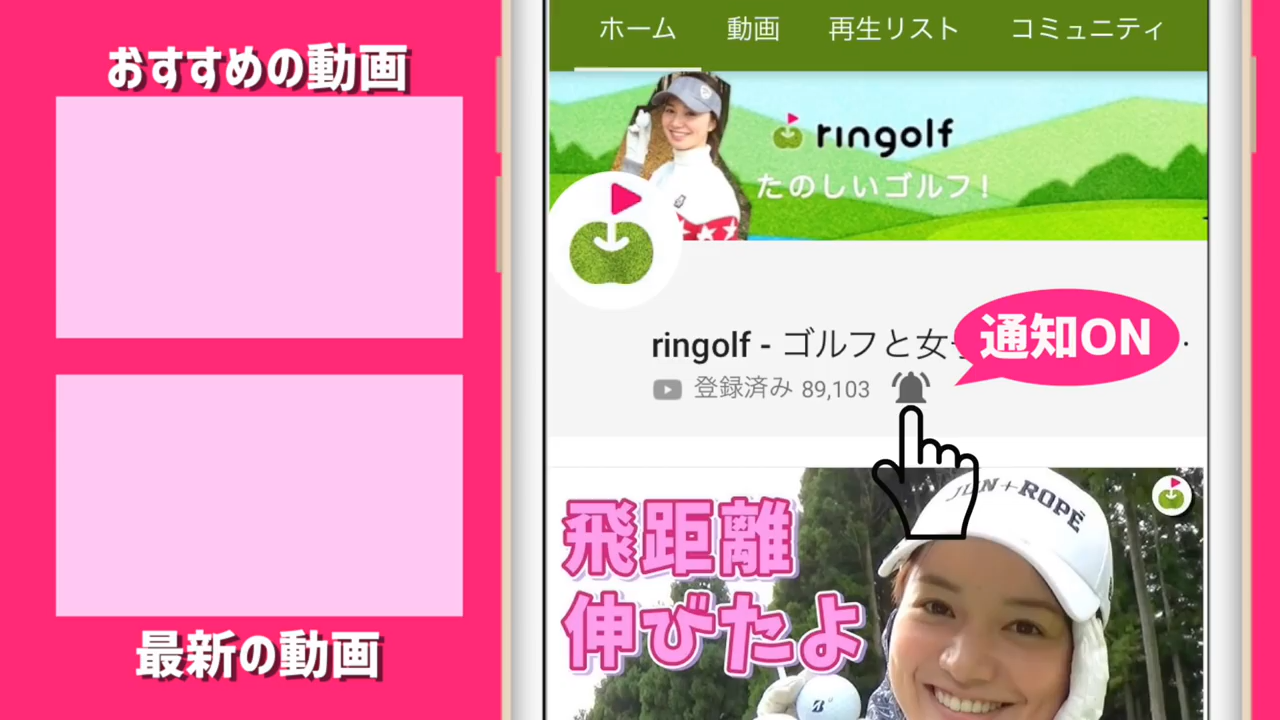 おすすめの動画
最新の動画
ホーム 動画 再生リスト コミュニティ
ringolf
たのしいゴルフ!
ringolf - ゴルフと女
通知ON
登録済み 89,103
飛距離
伸びたよ
JUN+ROPÉ
B